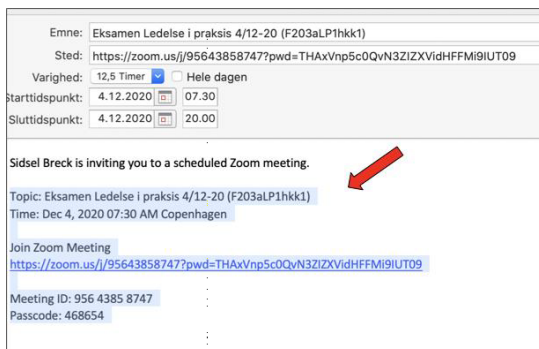 Emne: Eksamen Ledelse i praksis 4/12-20 (F203aLP1hkk1)
Sted: https://zoom.us/j/95643858747?pwd=THAxVnp5c0QvN3ZIZXVidHFFMi9IUT09
Varighed: 12,5 Timer Hele dagen
Starttidspunkt: 4.12.2020 07.30
Sluttidspunkt: 4.12.2020 20.00
Sidsel Breck is inviting you to a scheduled Zoom meeting.
Topic: Eksamen Ledelse i praksis 4/12-20 (F203aLP1hkk1)
Time: Dec 4, 2020 07:30 AM Copenhagen
Join Zoom Meeting
https://zoom.us/j/95643858747?pwd=THAxVnp5c0QvN3ZIZXVidHFFMi9IUT09
Meeting ID: 956 4385 8747
Passcode: 468654